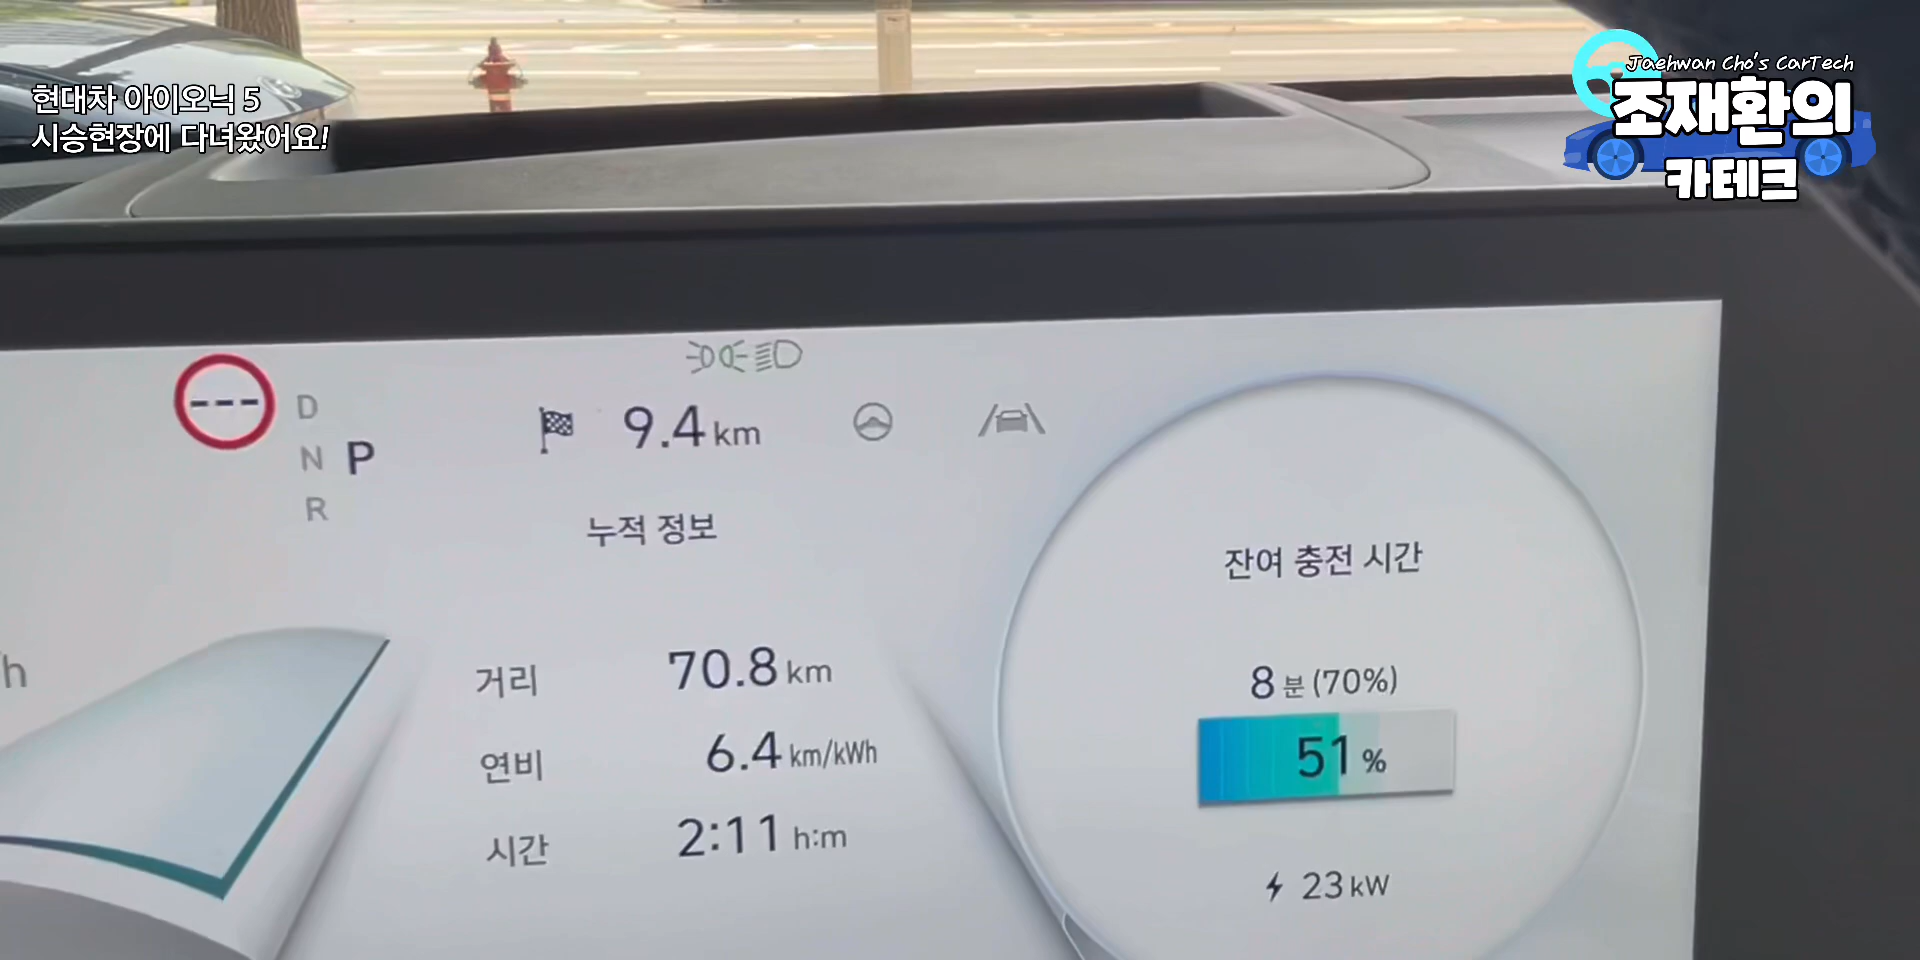 현대차 아이오닉 5
시승현장에 다녀왔어요!
Jaehwan Cho's CarTech
조재환의
카테크
---
D
N P
R
9.4 km
누적 정보
거리 70.8 km
연비 6.4 km/kWh
시간 2:11 h:m
h
잔여 충전 시간
8 분 (70%)
51 %
23 kW